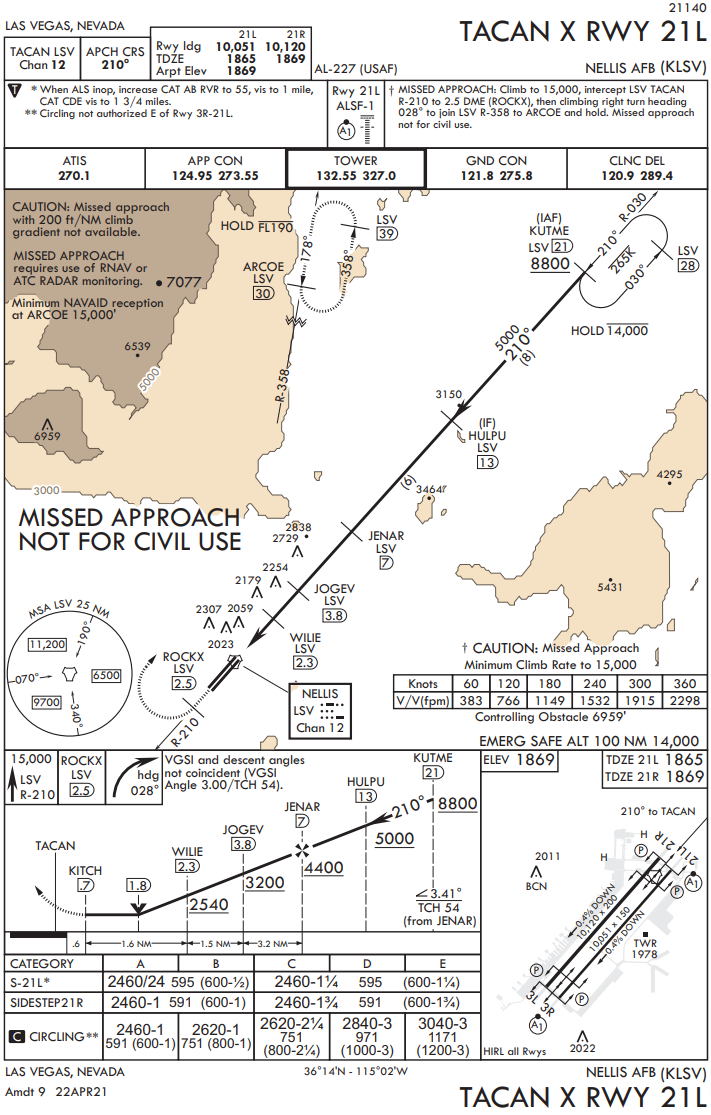 21140
LAS VEGAS, NEVADA
TACAN X RWY 21L
NELLIS AFB (KLSV)
TACAN LSV
Chan 12
APCH CRS
210°
21L 21R
Rwy ldg 10,051 10,120
TDZE 1865 1869
Arpt Elev 1869
AL-227 (USAF)
T
* When ALS inop, increase CAT AB RVR to 55, vis to 1 mile,
CAT CDE vis to 1 3/4 miles.
** Circling not authorized E of Rwy 3R-21L.
Rwy 21L
ALSF-1
A1
† MISSED APPROACH: Climb to 15,000, intercept LSV TACAN
R-210 to 2.5 DME (ROCKX), then climbing right turn heading
028° to join LSV R-358 to ARCOE and hold. Missed approach
not for civil use.
ATIS
270.1
APP CON
124.95 273.55
TOWER
132.55 327.0
GND CON
121.8 275.8
CLNC DEL
120.9 289.4
CAUTION: Missed approach
with 200 ft/NM climb
gradient not available.
MISSED APPROACH
requires use of RNAV or
ATC RADAR monitoring.
Minimum NAVAID reception
at ARCOE 15,000'
7077
6539
5000
6959
3000
HOLD FL190
178°
358°
LSV
39
ARCOE
LSV
30
R-358
(IAF)
KUTME
LSV 21
8800
R-030
210°
265K
030°
LSV
28
HOLD 14,000
5000
210°
(8)
3150
(IF)
HULPU
LSV
13
(6)
3464
4295
5431
MISSED APPROACH
NOT FOR CIVIL USE
2838
2729
2254
2179
2307 2059
2023
JENAR
LSV
7
JOGEV
LSV
3.8
WILIE
LSV
2.3
ROCKX
LSV
2.5
R-210
MSA LSV 25 NM
11,200
190°
070°
6500
9700
340°
NELLIS
LSV
Chan 12
† CAUTION: Missed Approach
Minimum Climb Rate to 15,000
Knots 60 120 180 240 300 360
V/V(fpm) 383 766 1149 1532 1915 2298
Controlling Obstacle 6959'
EMERG SAFE ALT 100 NM 14,000
15,000
LSV
R-210
ROCKX
LSV
2.5
hdg
028°
VGSI and descent angles
not coincident (VGSI
Angle 3.00/TCH 54).
TACAN
KITCH
.7
1.8
WILIE
2.3
2540
JOGEV
3.8
3200
JENAR
7
4400
HULPU
13
5000
KUTME
21
8800
210°
3.41°
TCH 54
(from JENAR)
.6 1.6 NM 1.5 NM 3.2 NM
CATEGORY A B C D E
S-21L* 2460/24 595 (600-½) 2460-1¼ 595 (600-1¼)
SIDESTEP21R 2460-1 591 (600-1) 2460-1¾ 591 (600-1¾)
C CIRCLING**
2460-1
591 (600-1)
2620-1
751 (800-1)
2620-2¼
751
(800-2¼)
2840-3
971
(1000-3)
3040-3
1171
(1200-3)
ELEV 1869
TDZE 21L 1865
TDZE 21R 1869
210° to TACAN
H
P
21R
21L
H
P
A1
2011
BCN
0.4% DOWN
10,120 X 200
10,051 X 150
0.4% DOWN
TWR
1978
P
P
3L 3R
A1
HIRL all Rwys
2022
LAS VEGAS, NEVADA
Amdt 9 22APR21
36°14'N - 115°02'W
NELLIS AFB (KLSV)
TACAN X RWY 21L